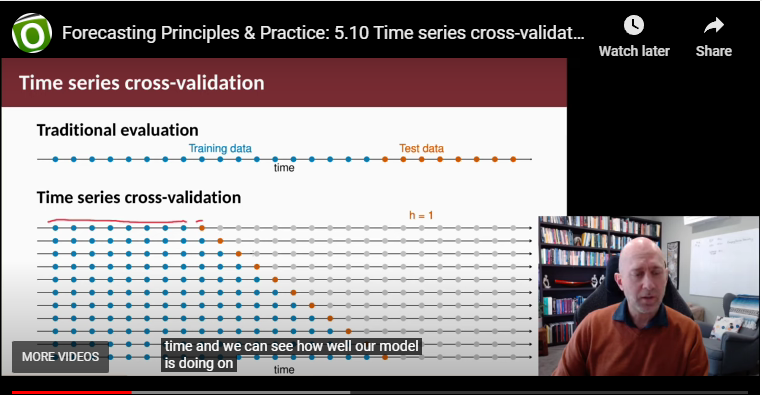 Forecasting Principles & Practice: 5.10 Time series cross-validat...
Watch later
Share
Time series cross-validation
Traditional evaluation
Training data
Test data
time
Time series cross-validation
h = 1
MORE VIDEOS
time and we can see how well our model
is doing on
time